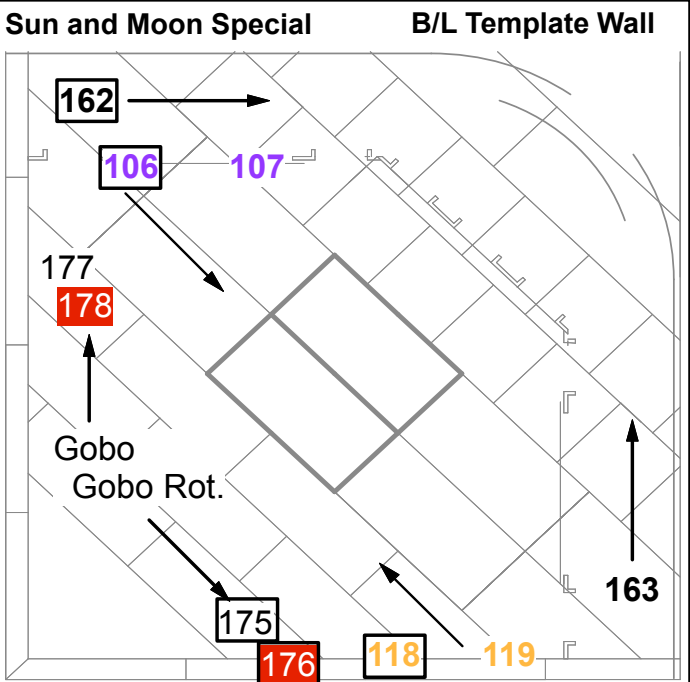 Sun and Moon Special
B/L Template Wall
162
106
107
177
178
Gobo
Gobo Rot.
163
175
176
118
119